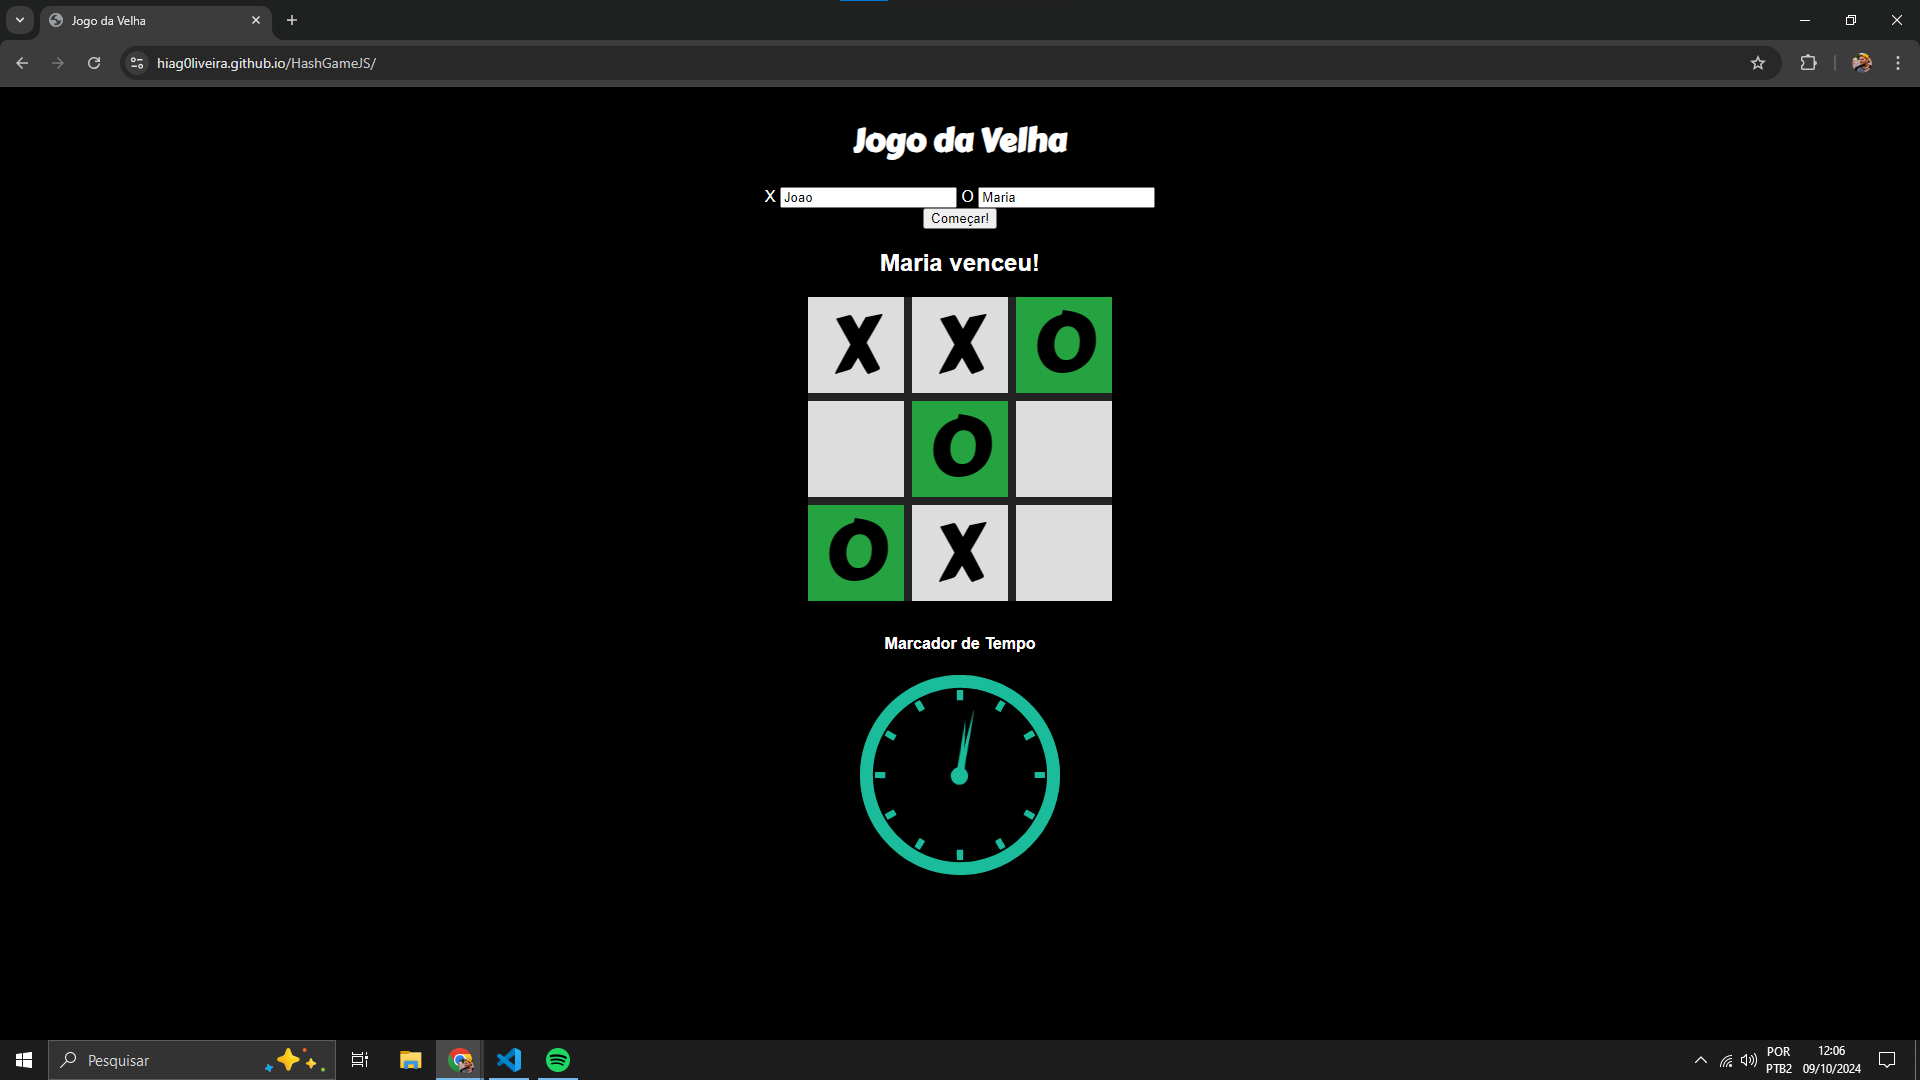 Jogo da Velha
hiag0liveira.github.io/HashGameJS/
Jogo da Velha
X Joao O Maria
Começar!
Maria venceu!
X X O
O
O X
Marcador de Tempo
Pesquisar
POR 12:06
PTB2 09/10/2024